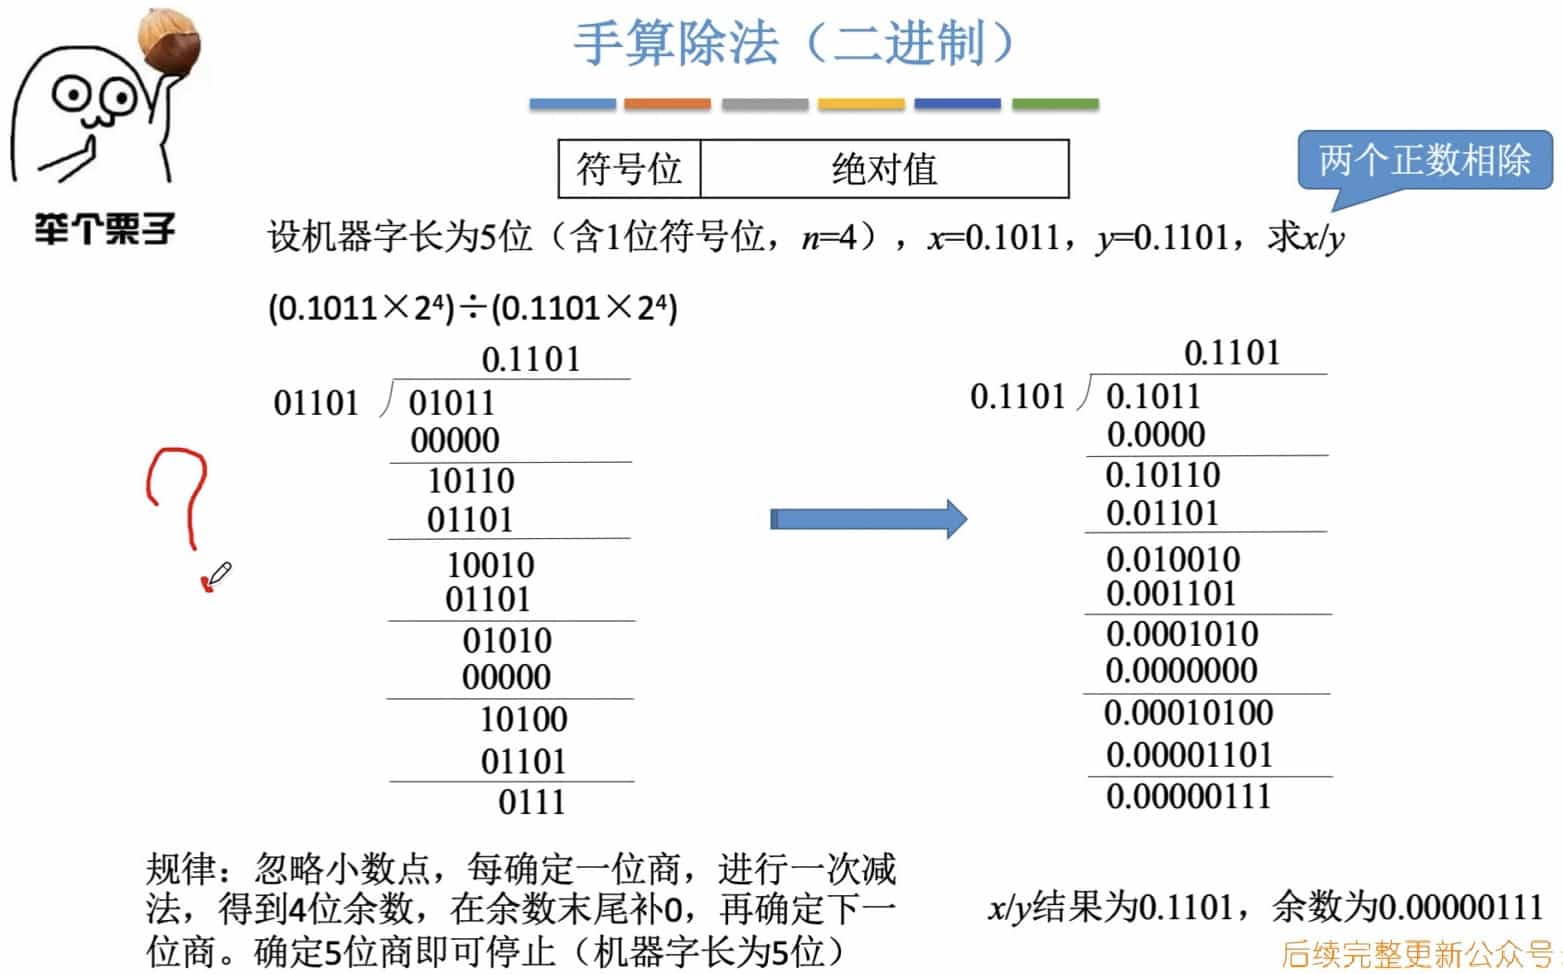 手算除法（二进制）
符号位 绝对值
两个正数相除
举个栗子
设机器字长为5位（含1位符号位，n=4），x=0.1011，y=0.1101，求x/y
(0.1011×2⁴)÷(0.1101×2⁴)
0.1101
01101 01011
00000
10110
01101
10010
01101
01010
00000
10100
01101
0111
0.1101
0.1101 0.1011
0.0000
0.10110
0.01101
0.010010
0.001101
0.0001010
0.0000000
0.00010100
0.00001101
0.00000111
?
规律：忽略小数点，每确定一位商，进行一次减
法，得到4位余数，在余数末尾补0，再确定下一
位商。确定5位商即可停止（机器字长为5位）
x/y结果为0.1101，余数为0.00000111
后续完整更新公众号: